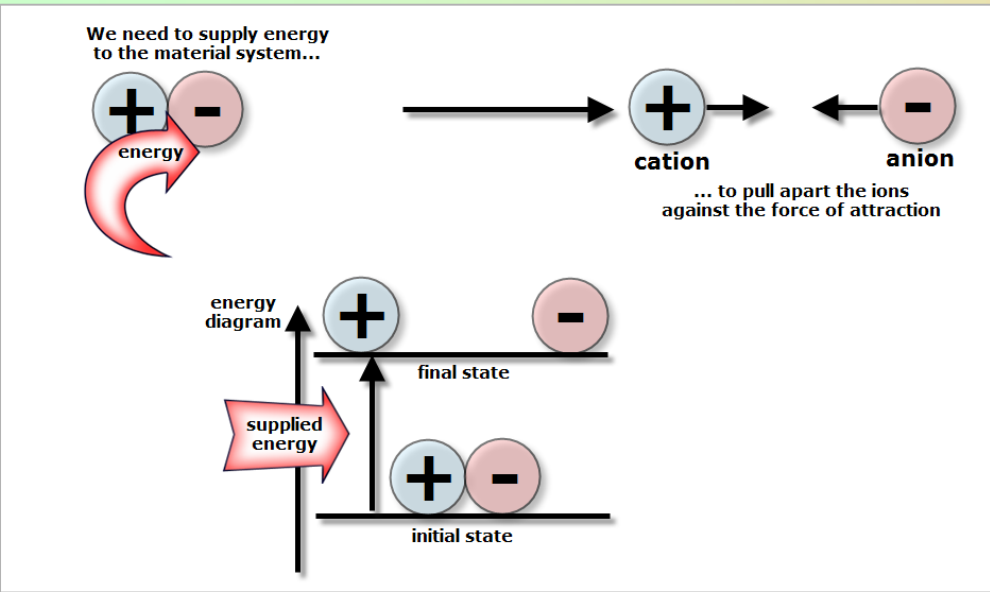 We need to supply energy
to the material system...
+ -
energy
+ -
cation
anion
... to pull apart the ions
against the force of attraction
energy
diagram
+ -
final state
supplied
energy
+ -
initial state